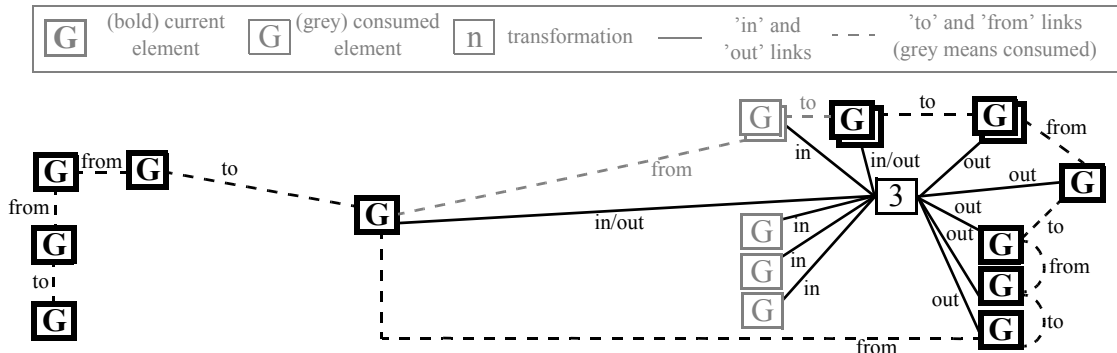 G (bold) current element G (grey) consumed element n transformation 'in' and 'out' links 'to' and 'from' links (grey means consumed)
G to G to G
from
in in/out out
G from G to from out G
from G in/out 3
out to
G G in out G
to G in G from
G G in out to
from G